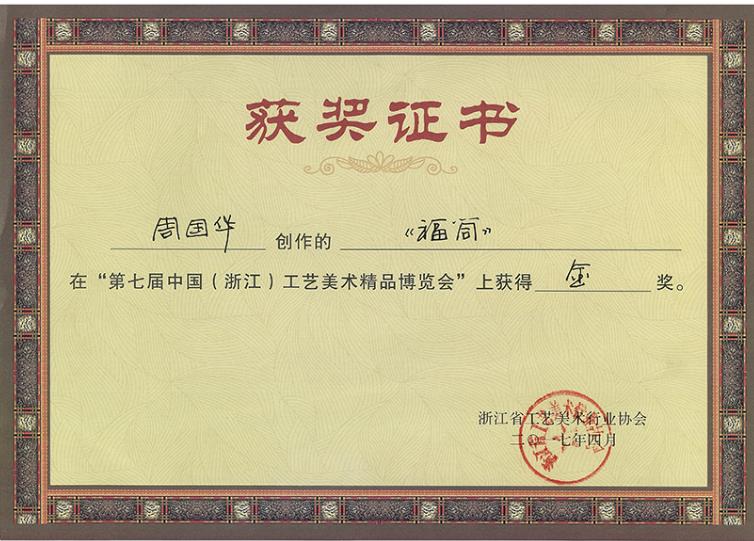 获奖证书
周国华 创作的 《福筒》
在“第七届中国（浙江）工艺美术精品博览会”上获得 金 奖。
浙江省工艺美术行业协会
二〇一七年四月